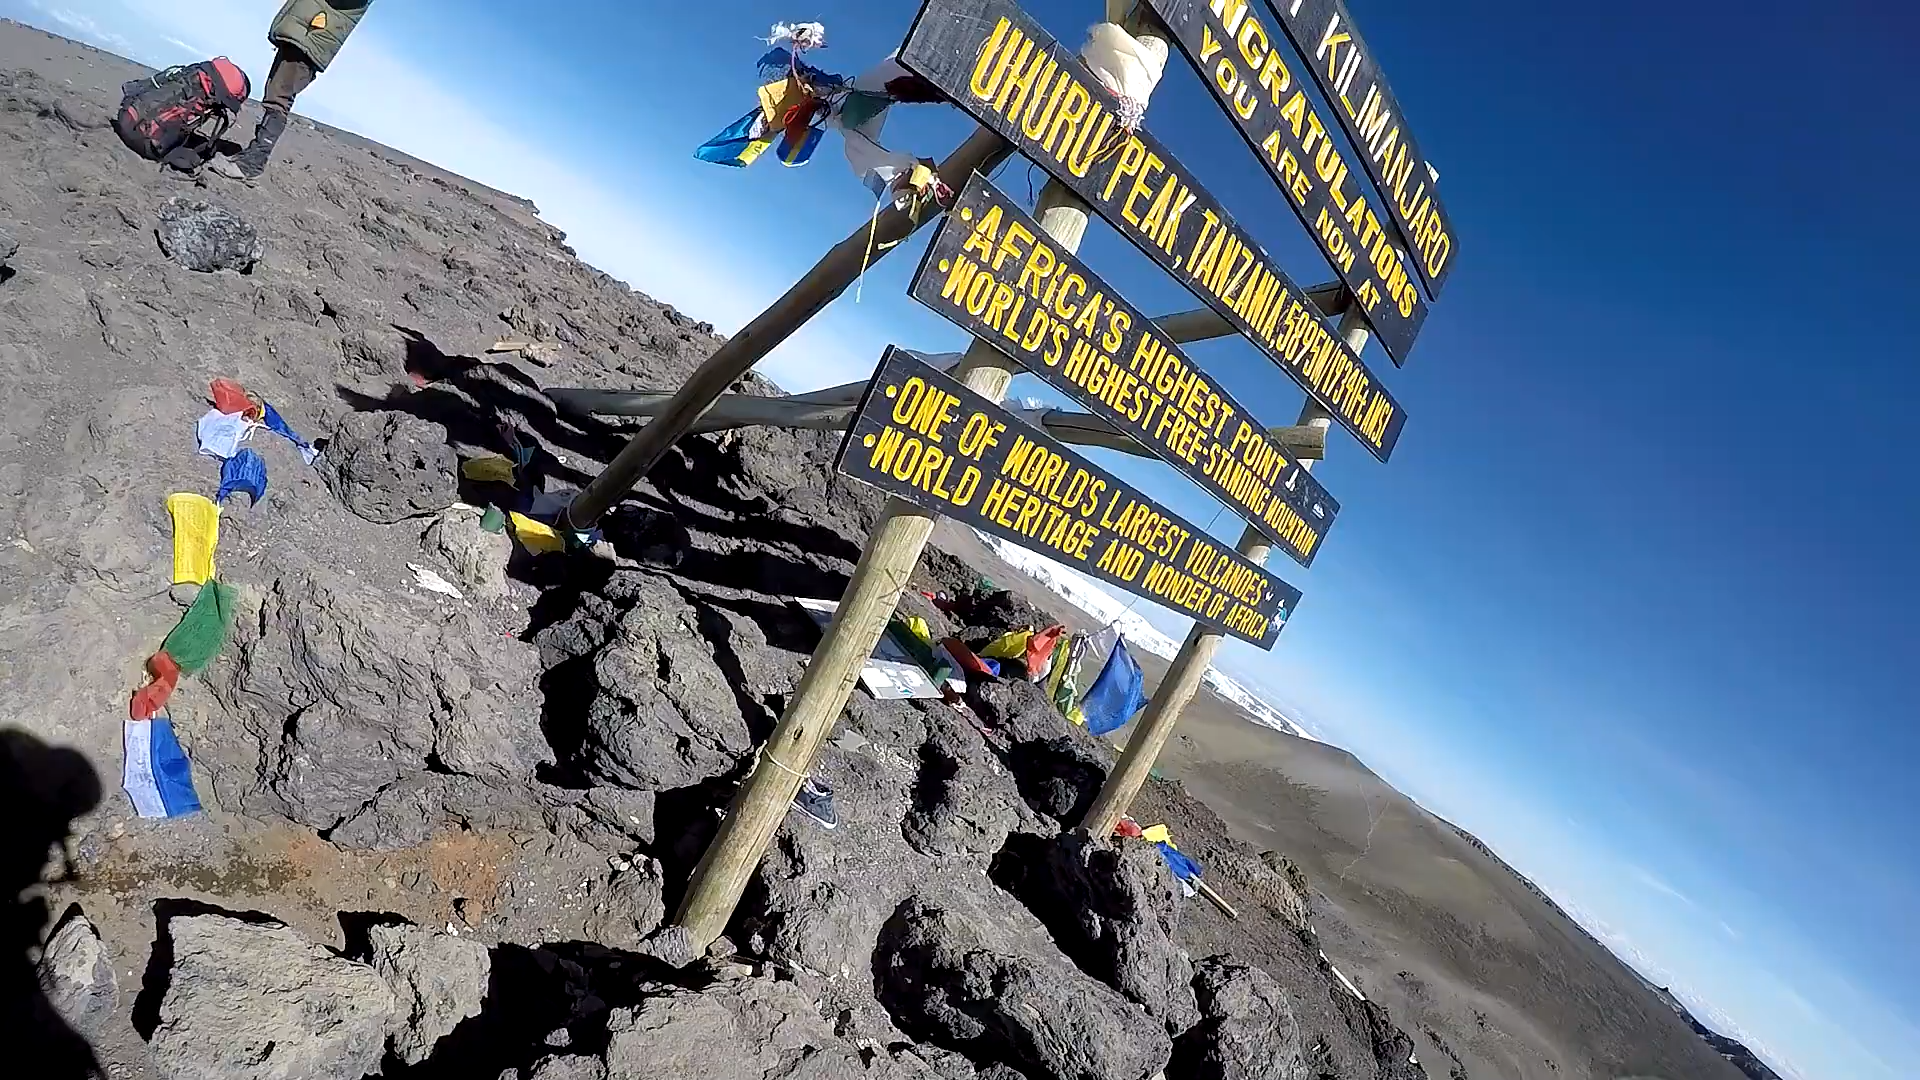 KILIMANJARO
NGRATULATIONS
YOU ARE NOW AT
UHURU PEAK, TANZANIA, 5895M/19341Ft. AMSL
• AFRICA'S HIGHEST POINT
• WORLD'S HIGHEST FREE-STANDING MOUNTAIN
• ONE OF WORLD'S LARGEST VOLCANOES
• WORLD HERITAGE AND WONDER OF AFRICA